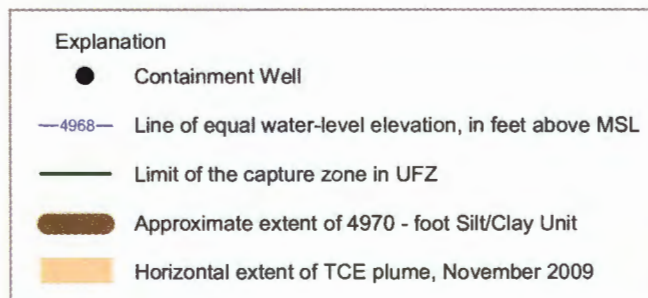 Explanation
Containment Well
4968 Line of equal water-level elevation, in feet above MSL
Limit of the capture zone in UFZ
Approximate extent of 4970 - foot Silt/Clay Unit
Horizontal extent of TCE plume, November 2009